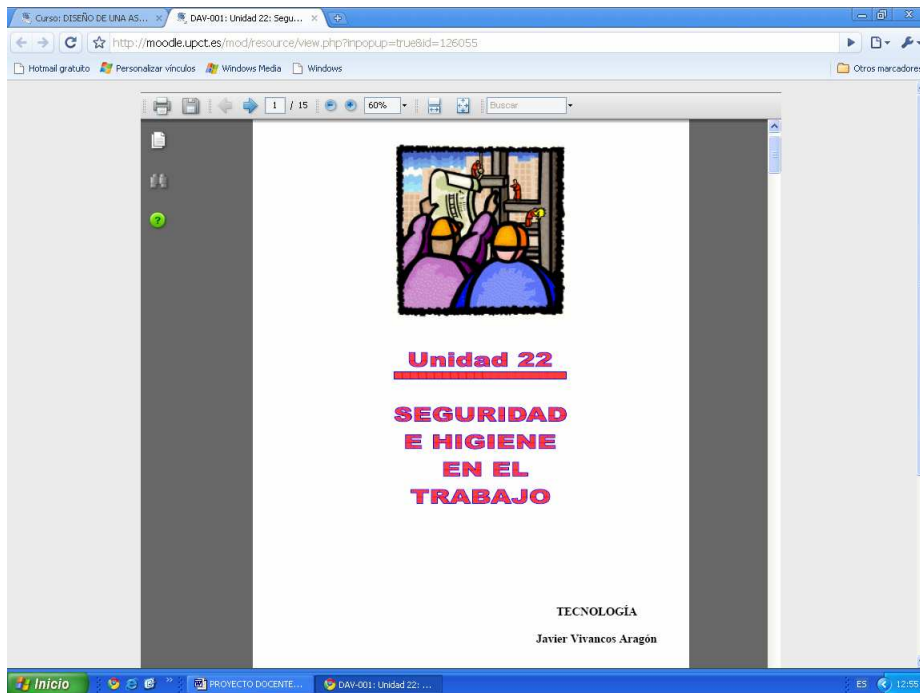 Curso: DISEÑO DE UNA AS...
DAV-001: Unidad 22: Segu...
http://moodle.upct.es/mod/resource/view.php?inpopup=true&id=126055
Hotmail gratuito
Personalizar vínculos
Windows Media
Windows
Otros marcadores
1 / 15
60%
Buscar
Unidad 22
SEGURIDAD
E HIGIENE
EN EL
TRABAJO
TECNOLOGÍA
Javier Vivancos Aragón
Inicio
PROYECTO DOCENTE...
DAV-001: Unidad 22: ...
ES
12:55